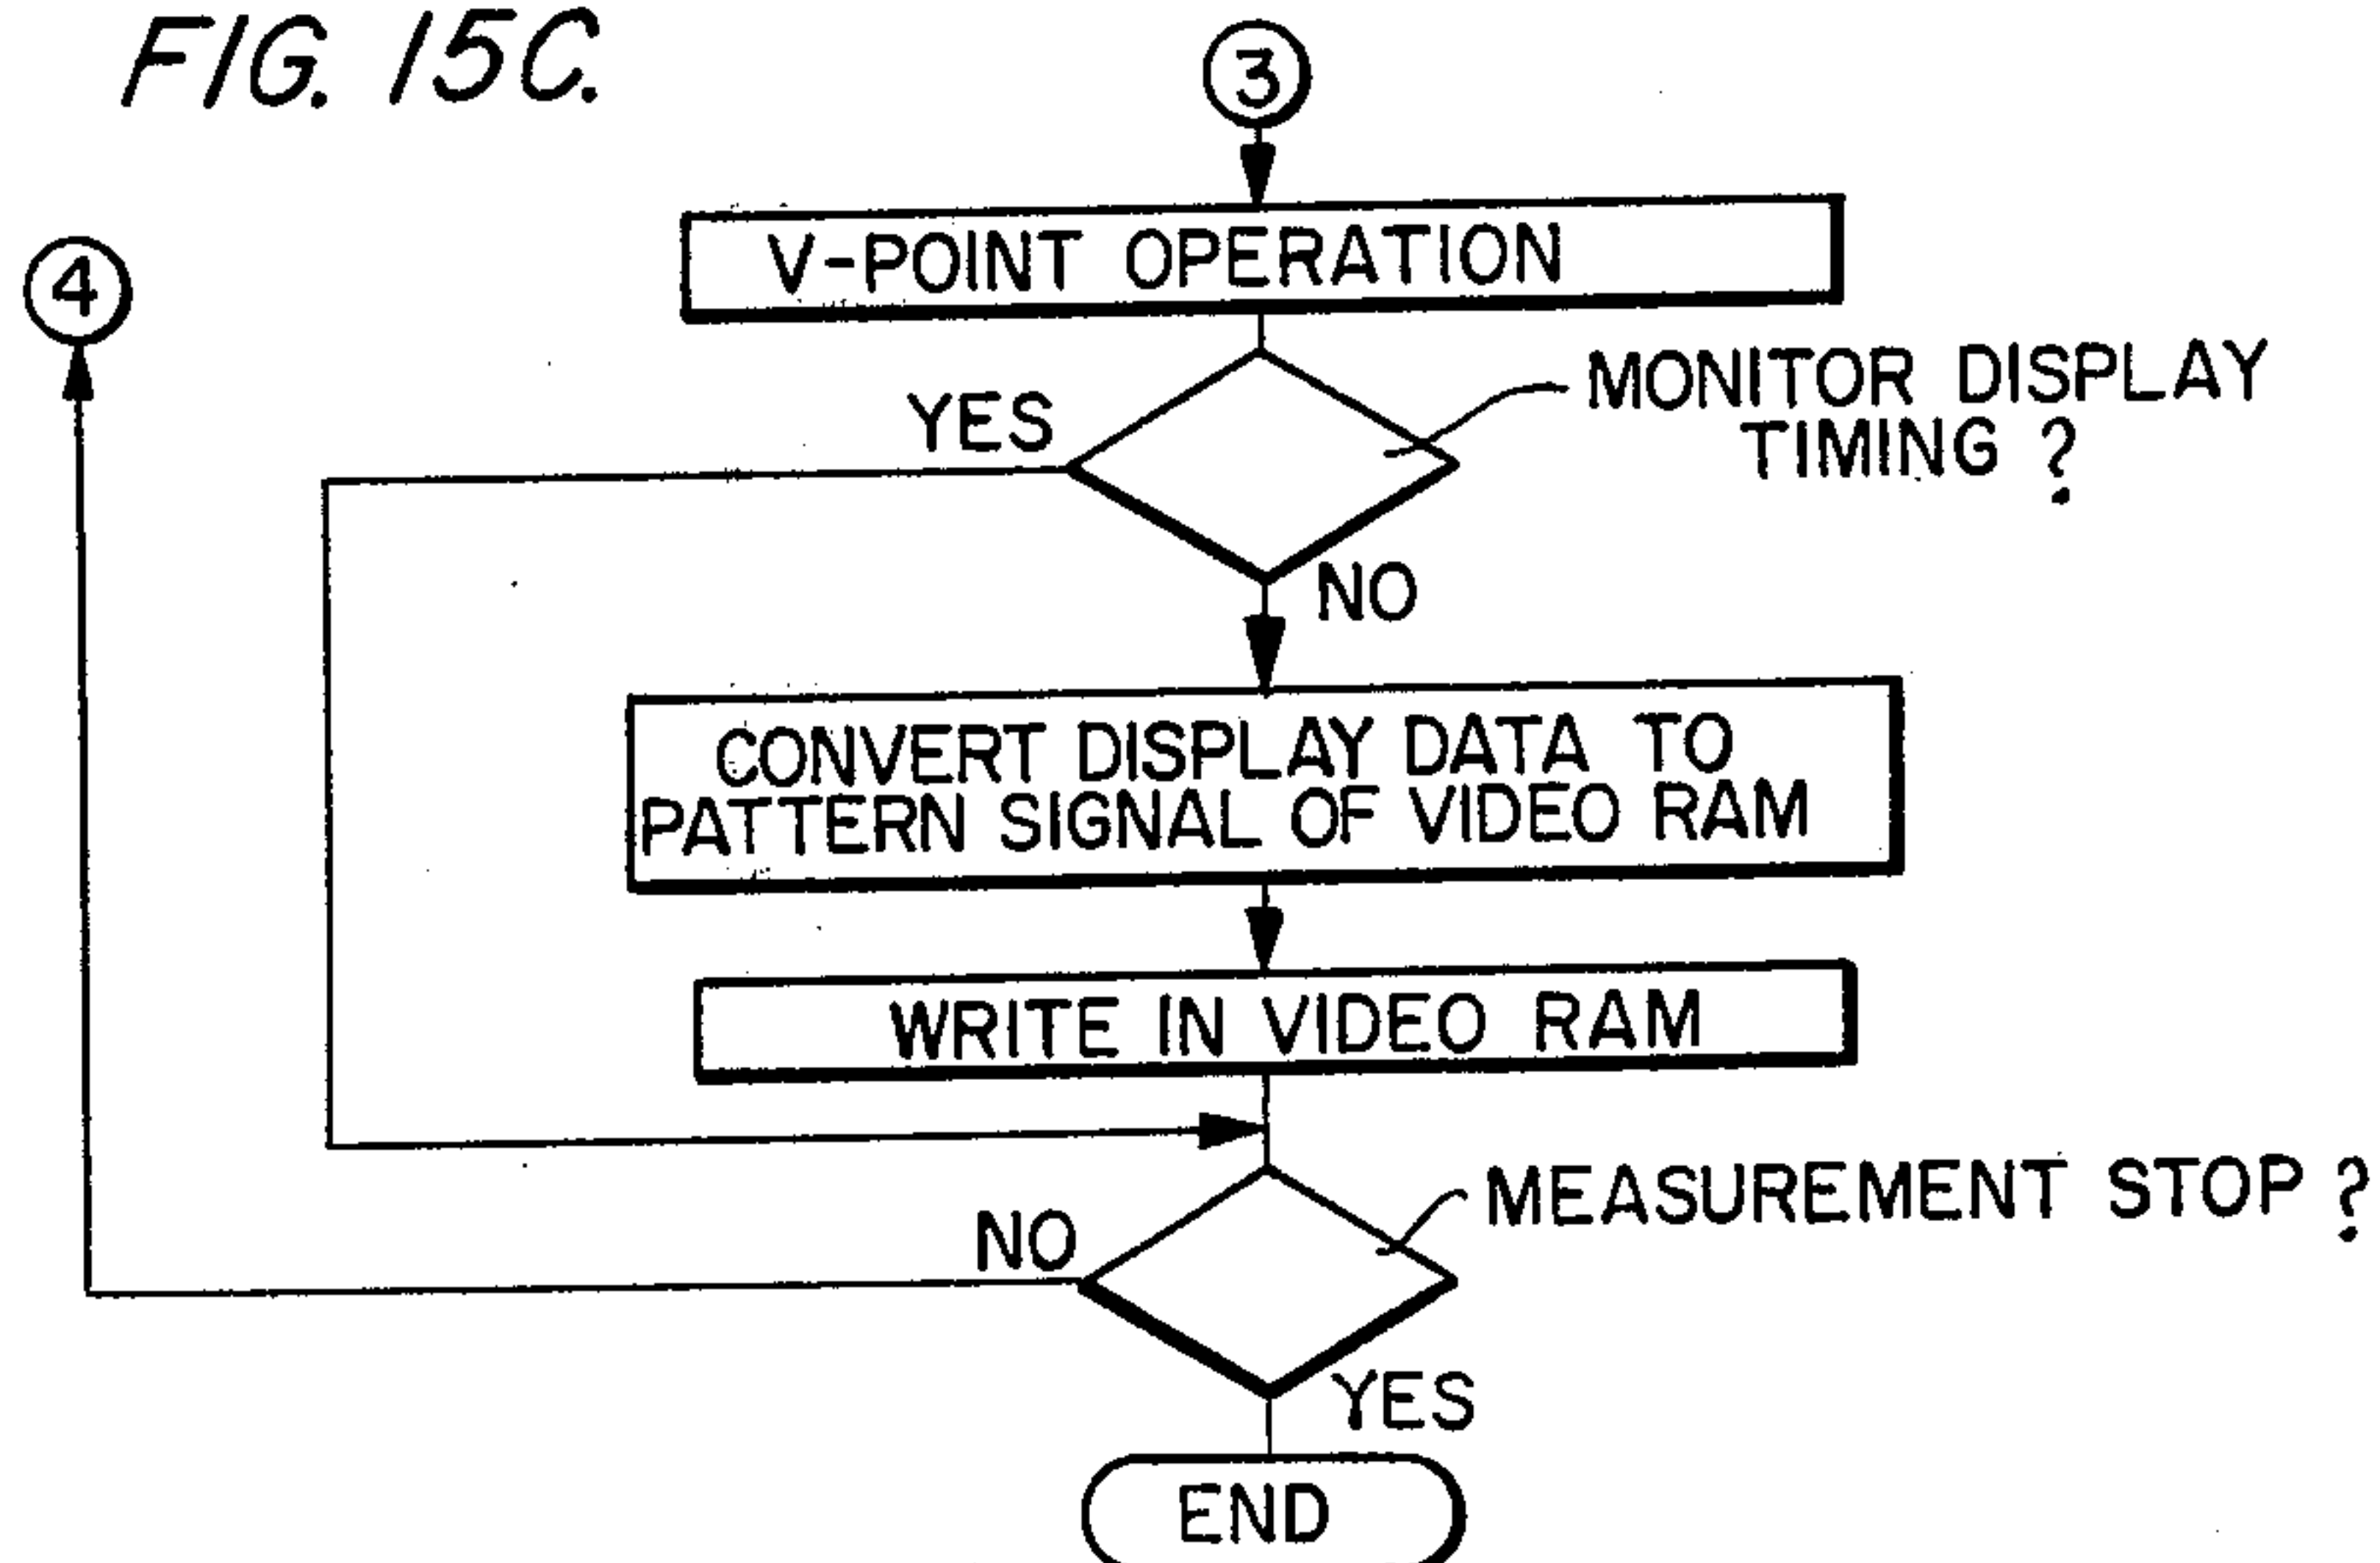 FIG. 15C.
3
V-POINT OPERATION
4
MONITOR DISPLAY
TIMING ?
YES
NO
CONVERT DISPLAY DATA TO
PATTERN SIGNAL OF VIDEO RAM
WRITE IN VIDEO RAM
MEASUREMENT STOP ?
NO
YES
END